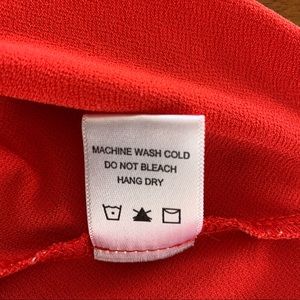 MACHINE WASH COLD
DO NOT BLEACH
HANG DRY